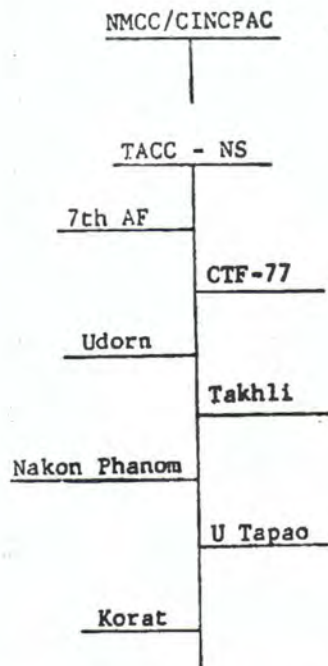 NMCC/CINCPAC
TACC - NS
7th AF
CTF-77
Udorn
Takhli
Nakon Phanom
U Tapao
Korat